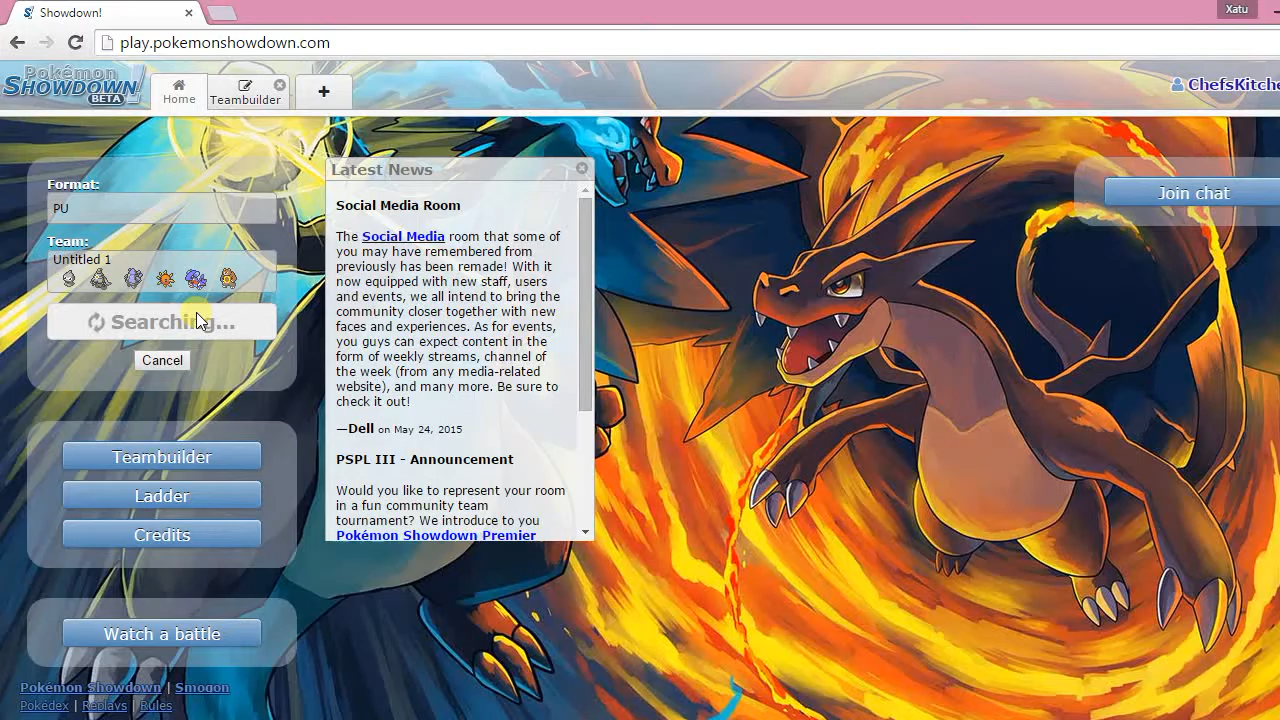 Showdown!
Xatu
play.pokemonshowdown.com
Pokémon
SHOWDOWN!
BETA
Home
Teambuilder
+
ChefsKitche
Format:
PU
Team:
Untitled 1
Searching...
Cancel
Teambuilder
Ladder
Credits
Watch a battle
Pokémon Showdown | Smogon
Pokédex | Replays | Rules
Latest News
Social Media Room
The Social Media room that some of
you may have remembered from
previously has been remade! With it
now equipped with new staff, users
and events, we all intend to bring the
community closer together with new
faces and experiences. As for events,
you guys can expect content in the
form of weekly streams, channel of
the week (from any media-related
website), and many more. Be sure to
check it out!
—Dell on May 24, 2015
PSPL III - Announcement
Would you like to represent your room
in a fun community team
tournament? We introduce to you
Pokémon Showdown Premier
Join chat